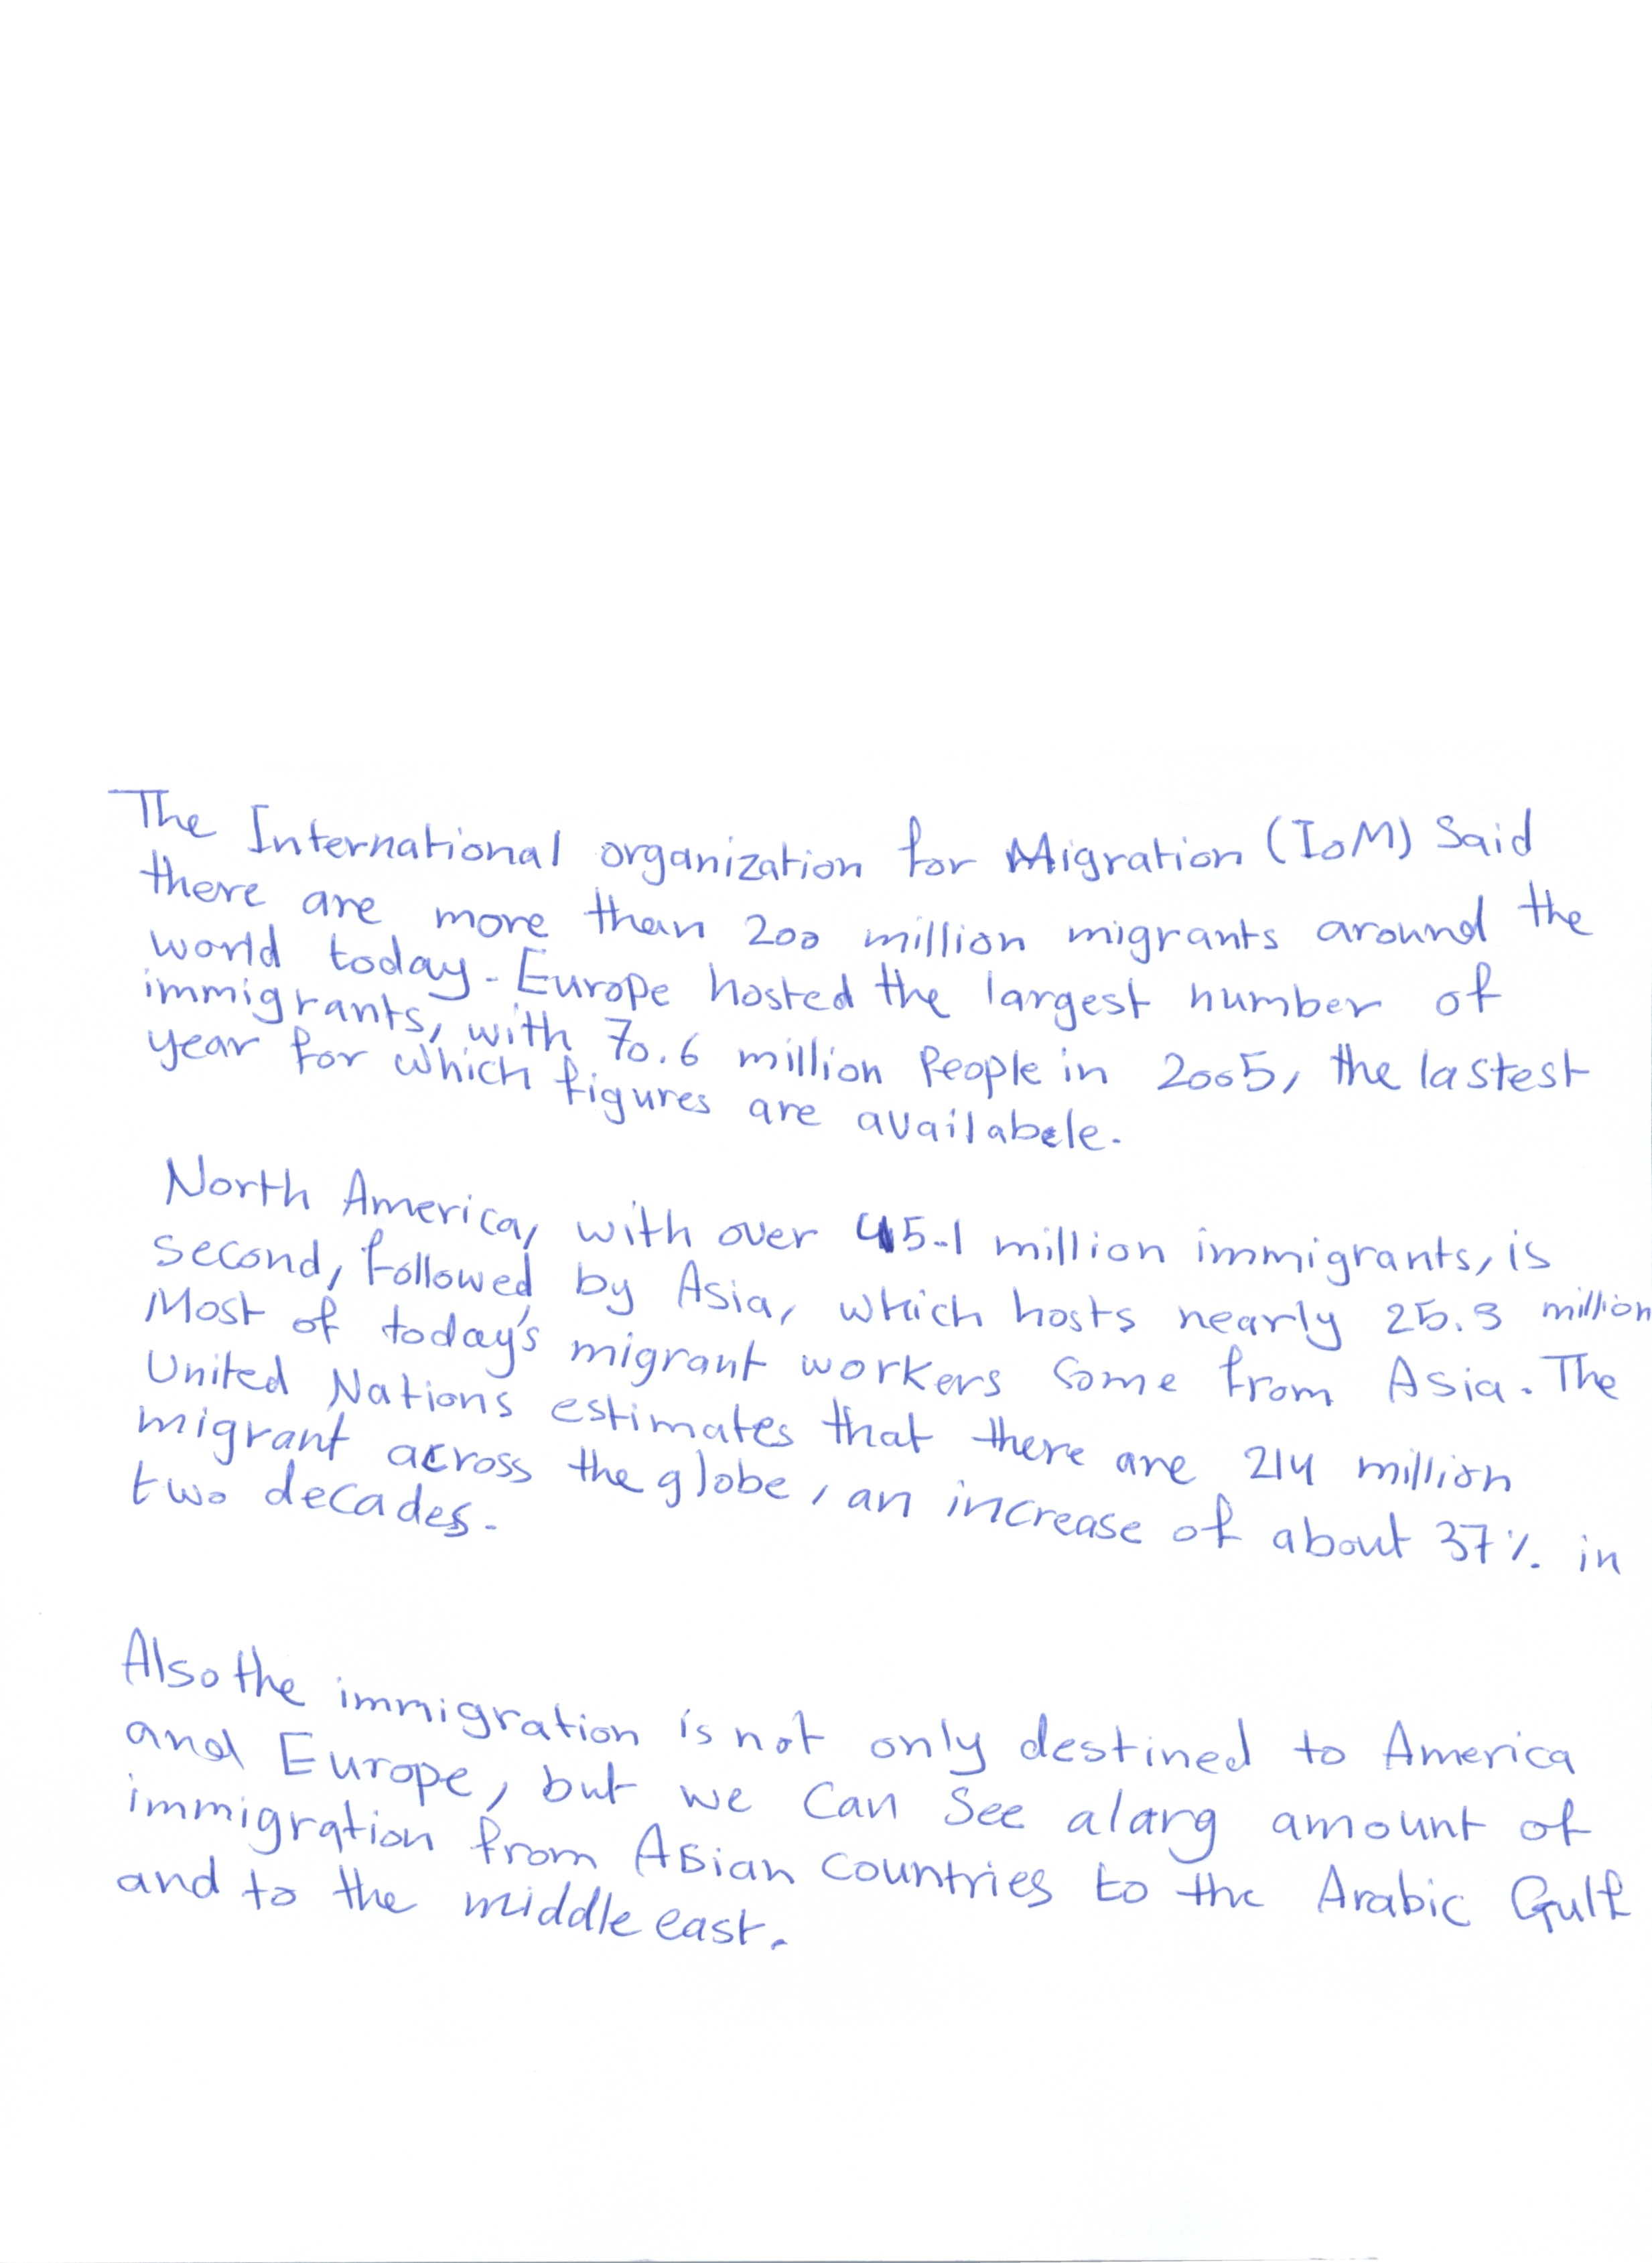 The International organization for Migration (IOM) Said
there are more than 200 million migrants around the
world today. Europe hosted the largest number of
immigrants, with 70.6 million People in 2005, the lastest
year for which figures are availabele.
North America, with over 45.1 million immigrants, is
second, followed by Asia, which hosts nearly 25.3 million
Most of today's migrant workers some from Asia. The
United Nations estimates that there are 214 million
migrant across the globe, an increase of about 37% in
two decades.
Also the immigration is not only destined to America
and Europe, but we can see a larg amount of
immigration from Asian countries to the Arabic Gulf
and to the middle east.